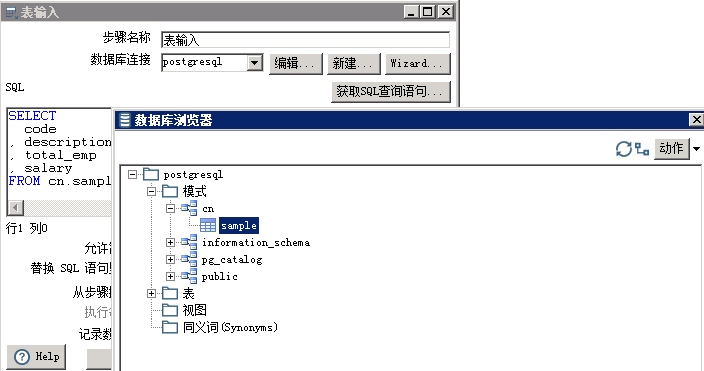 表输入
步骤名称 表输入
数据库连接 postgresql 编辑... 新建... Wizard...
SQL 获取SQL查询语句...
SELECT
code
, description
, total_emp
, salary
FROM cn.sampl
行1 列0
允许
替换 SQL 语句
从步骤
执行
记录数
Help
数据库浏览器
动作
postgresql
模式
cn
sample
information_schema
pg_catalog
public
表
视图
同义词(Synonyms)